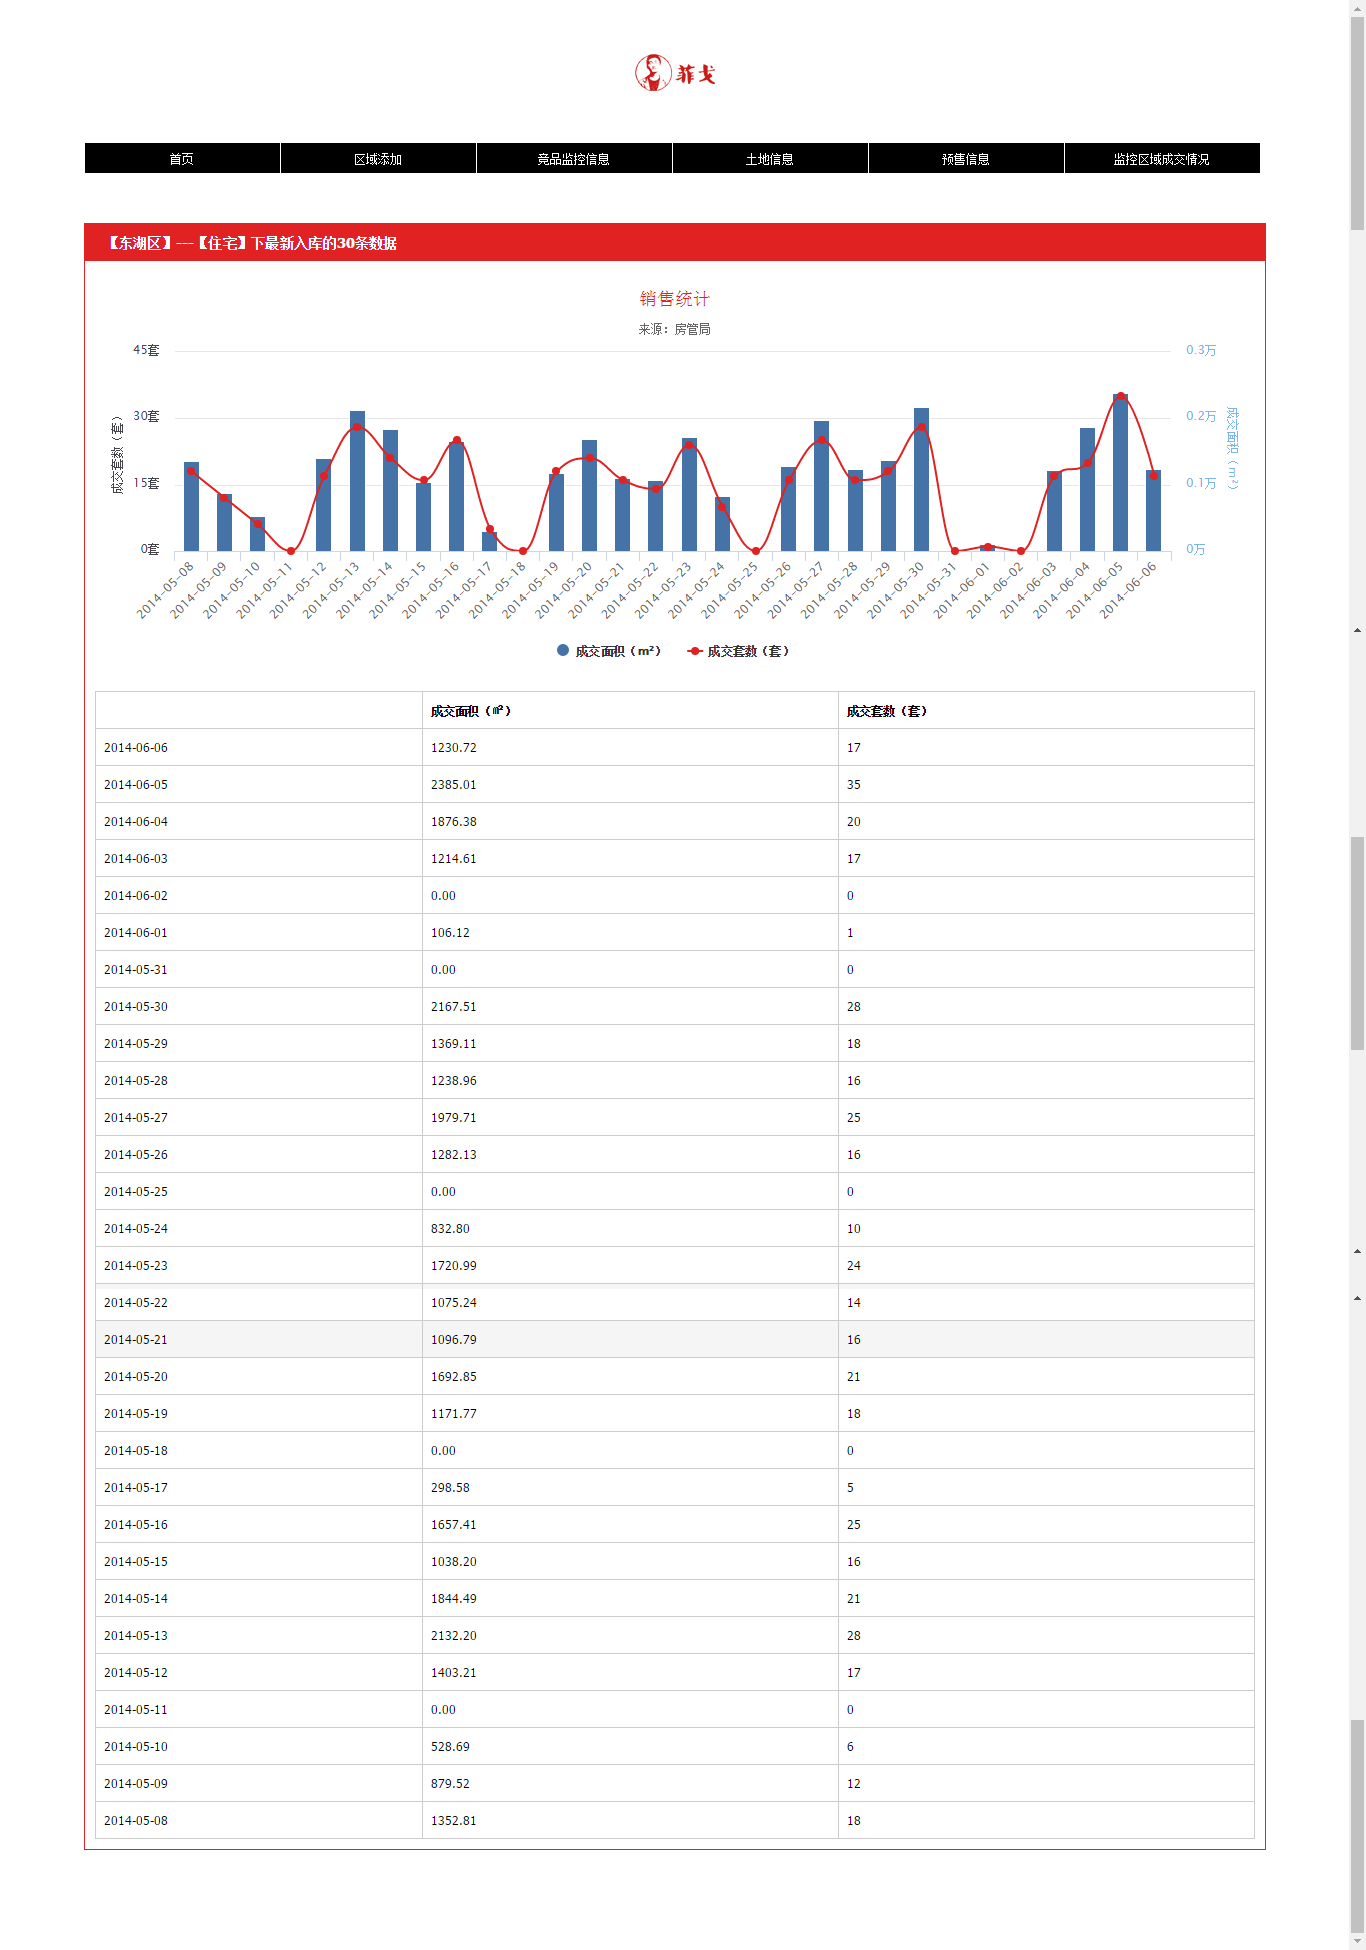 菲戈
首页 区域添加 竞品监控信息 土地信息 预售信息 监控区域成交情况
【东湖区】---【住宅】下最新入库的30条数据
销售统计
来源：房管局
45套
30套
15套
0套
成交套数（套）
0.3万
0.2万
0.1万
0万
成交面积（m²）
2014-05-08
2014-05-09
2014-05-10
2014-05-11
2014-05-12
2014-05-13
2014-05-14
2014-05-15
2014-05-16
2014-05-17
2014-05-18
2014-05-19
2014-05-20
2014-05-21
2014-05-22
2014-05-23
2014-05-24
2014-05-25
2014-05-26
2014-05-27
2014-05-28
2014-05-29
2014-05-30
2014-05-31
2014-06-01
2014-06-02
2014-06-03
2014-06-04
2014-06-05
2014-06-06
成交面积（m²） 成交套数（套）
成交面积（㎡） 成交套数（套）
2014-06-06 1230.72 17
2014-06-05 2385.01 35
2014-06-04 1876.38 20
2014-06-03 1214.61 17
2014-06-02 0.00 0
2014-06-01 106.12 1
2014-05-31 0.00 0
2014-05-30 2167.51 28
2014-05-29 1369.11 18
2014-05-28 1238.96 16
2014-05-27 1979.71 25
2014-05-26 1282.13 16
2014-05-25 0.00 0
2014-05-24 832.80 10
2014-05-23 1720.99 24
2014-05-22 1075.24 14
2014-05-21 1096.79 16
2014-05-20 1692.85 21
2014-05-19 1171.77 18
2014-05-18 0.00 0
2014-05-17 298.58 5
2014-05-16 1657.41 25
2014-05-15 1038.20 16
2014-05-14 1844.49 21
2014-05-13 2132.20 28
2014-05-12 1403.21 17
2014-05-11 0.00 0
2014-05-10 528.69 6
2014-05-09 879.52 12
2014-05-08 1352.81 18